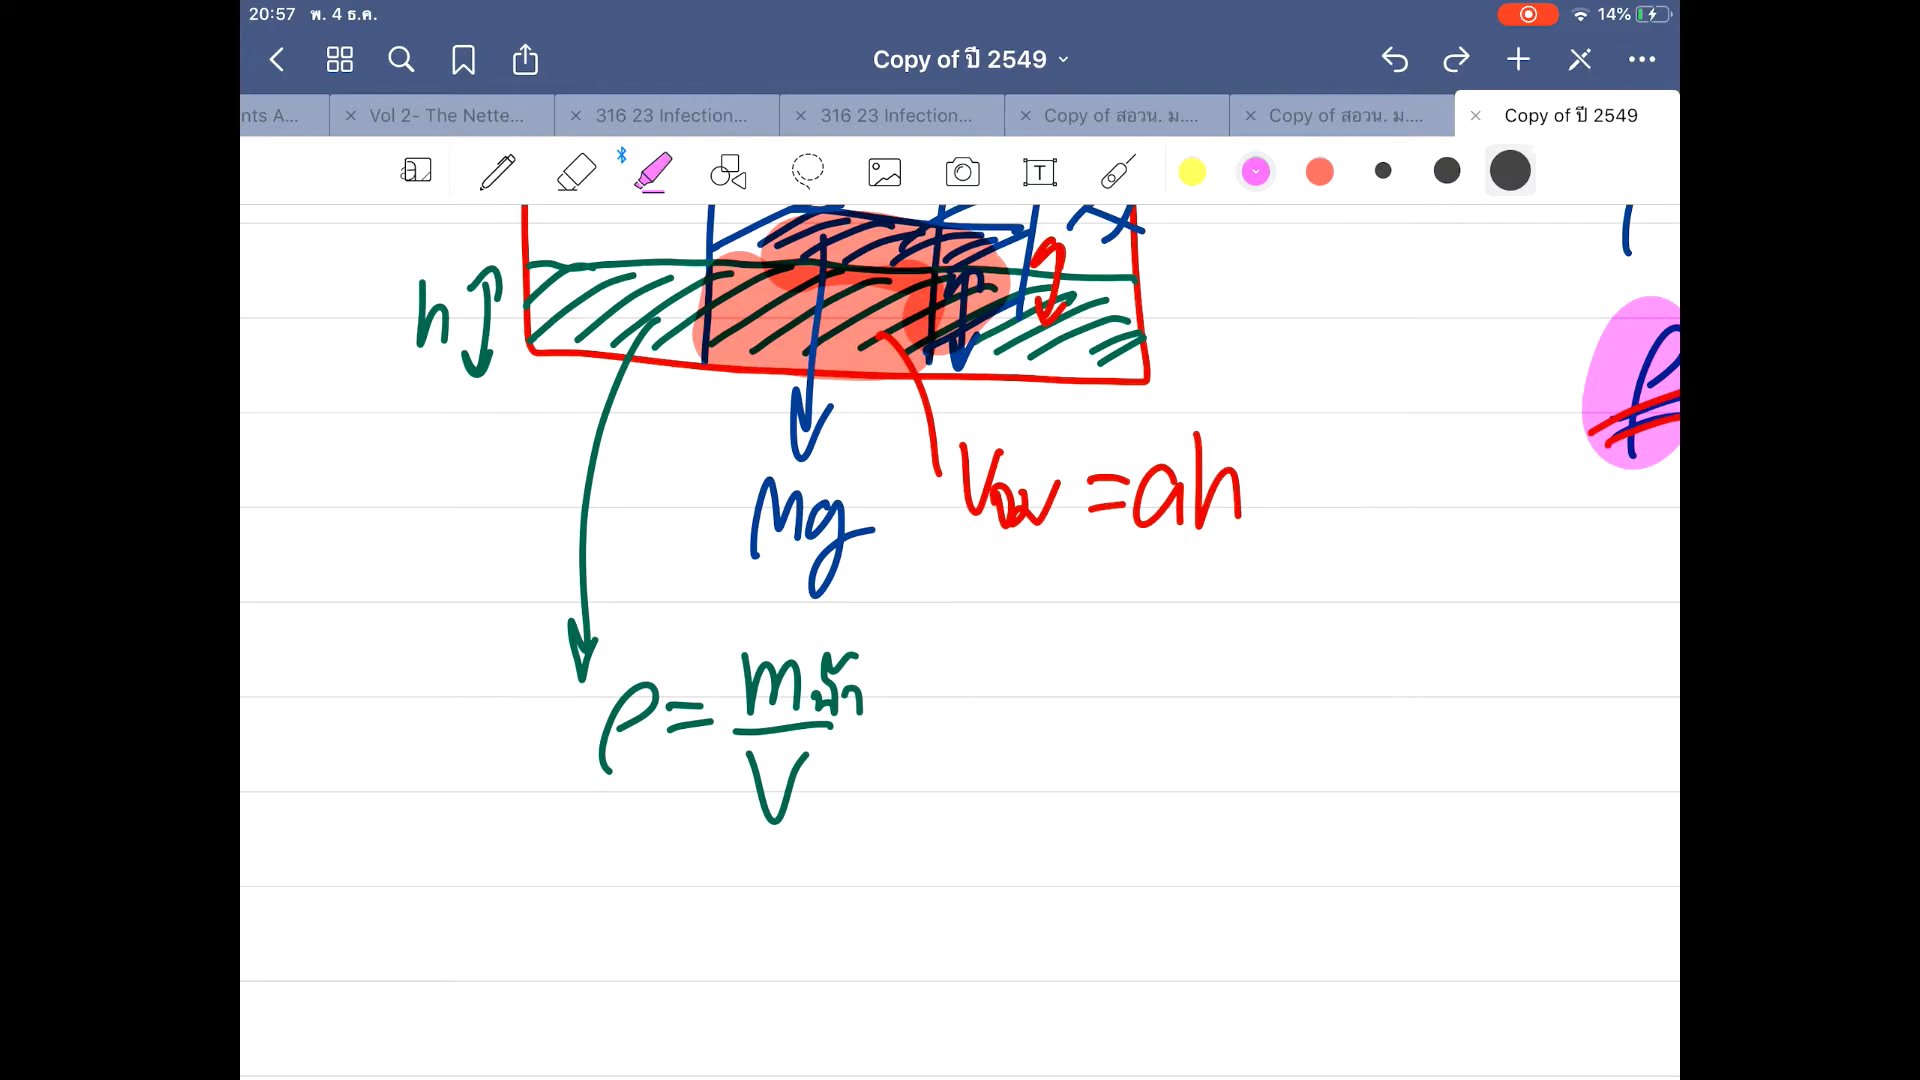 20:57 พ. 4 ธ.ค.
14%
Copy of ปี 2549
nts A...
Vol 2- The Nette...
316 23 Infection...
316 23 Infection...
Copy of สอวน. ม....
Copy of สอวน. ม....
Copy of ปี 2549
h
Mg
Vจม = ah
ρ = mน้ำ
V